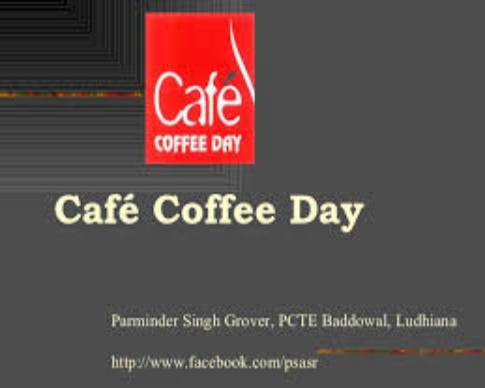 Café
COFFEE DAY
Café Coffee Day
Parminder Singh Grover, PCTE Baddowal, Ludhiana
http://www.facebook.com/psasr